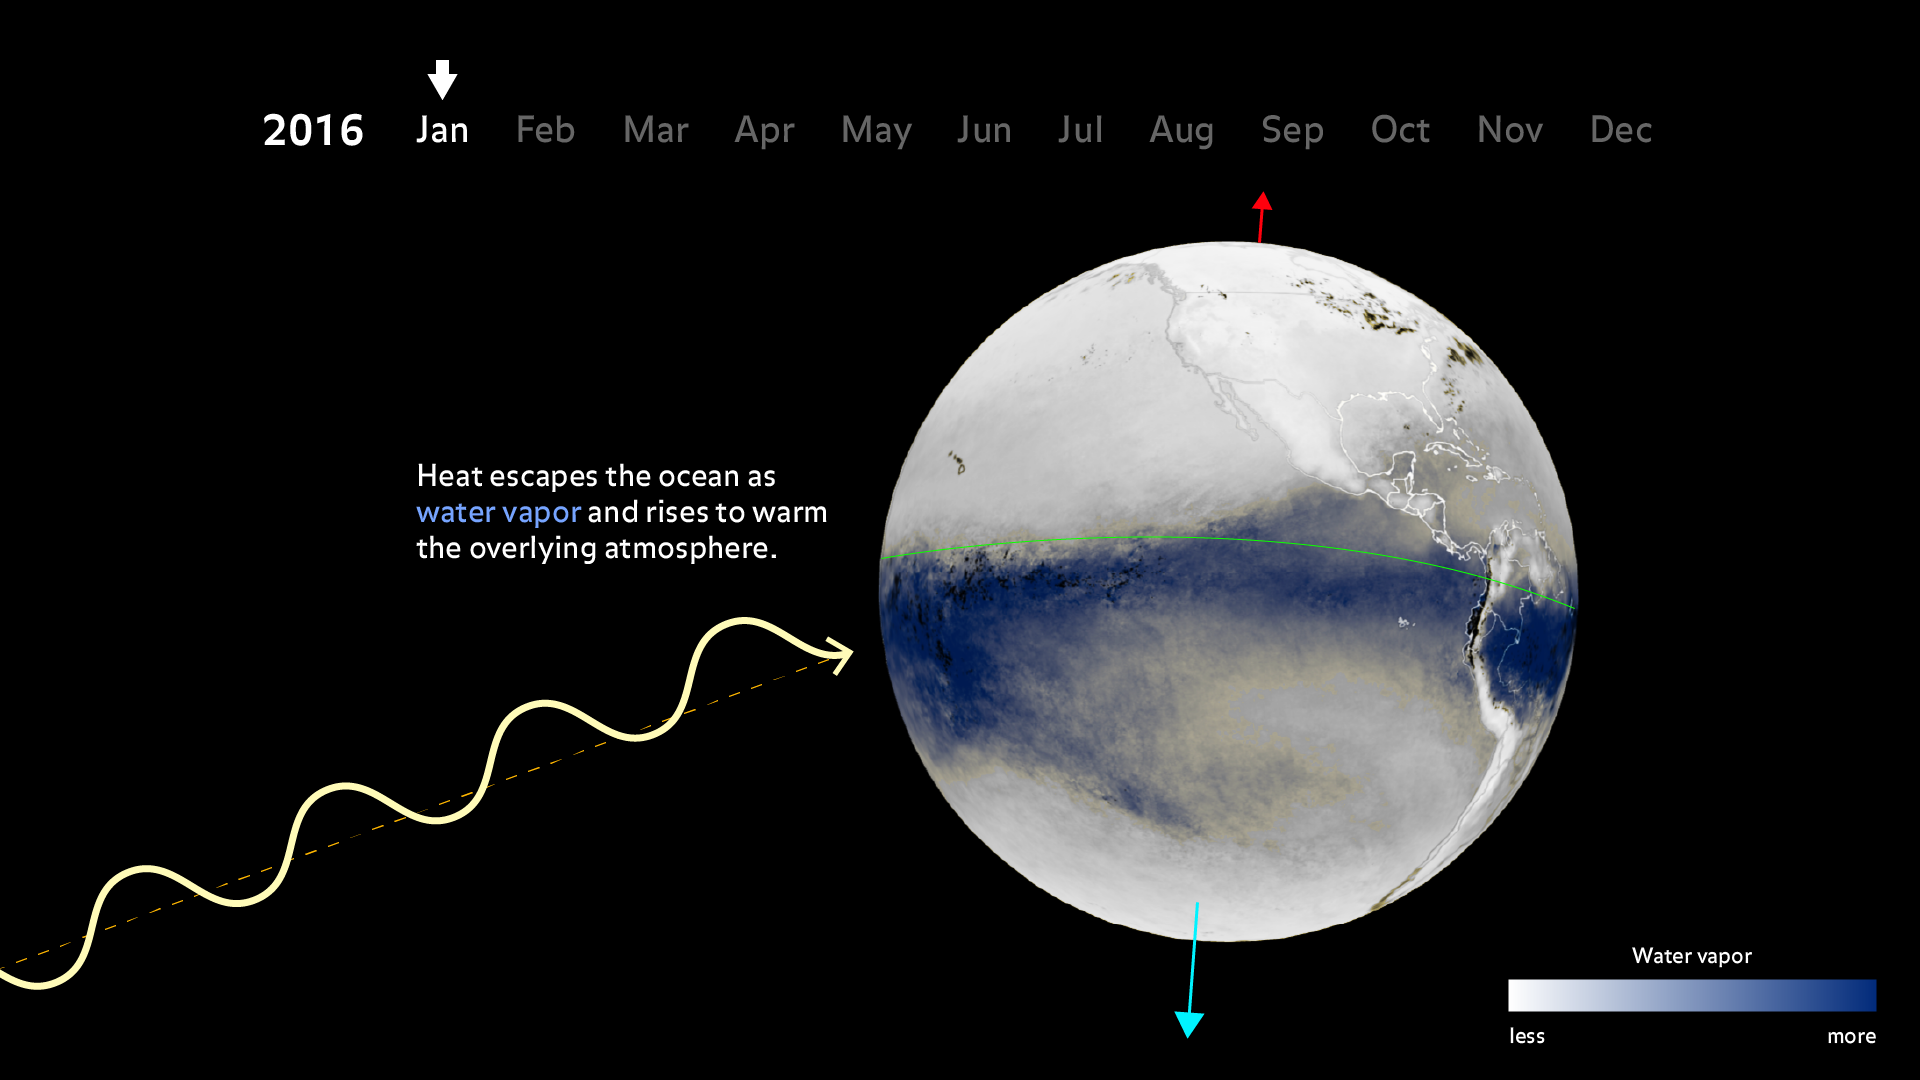 2016 Jan Feb Mar Apr May Jun Jul Aug Sep Oct Nov Dec
Heat escapes the ocean as
water vapor and rises to warm
the overlying atmosphere.
Water vapor
less more